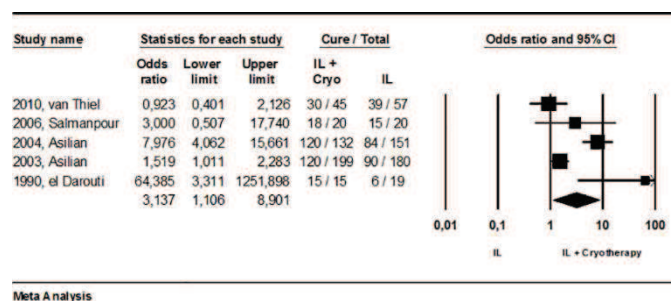 Study name Statistics for each study Cure / Total Odds ratio and 95% CI
Odds Lower Upper IL +
ratio limit limit Cryo IL
2010, van Thiel 0,923 0,401 2,126 30 / 45 39 / 57
2006, Salmanpour 3,000 0,507 17,740 18 / 20 15 / 20
2004, Asilian 7,976 4,062 15,661 120 / 132 84 / 151
2003, Asilian 1,519 1,011 2,283 120 / 199 90 / 180
1990, el Darouti 64,385 3,311 1251,898 15 / 15 6 / 19
3,137 1,106 8,901
0,01 0,1 1 10 100
IL IL + Cryotherapy
Meta Analysis